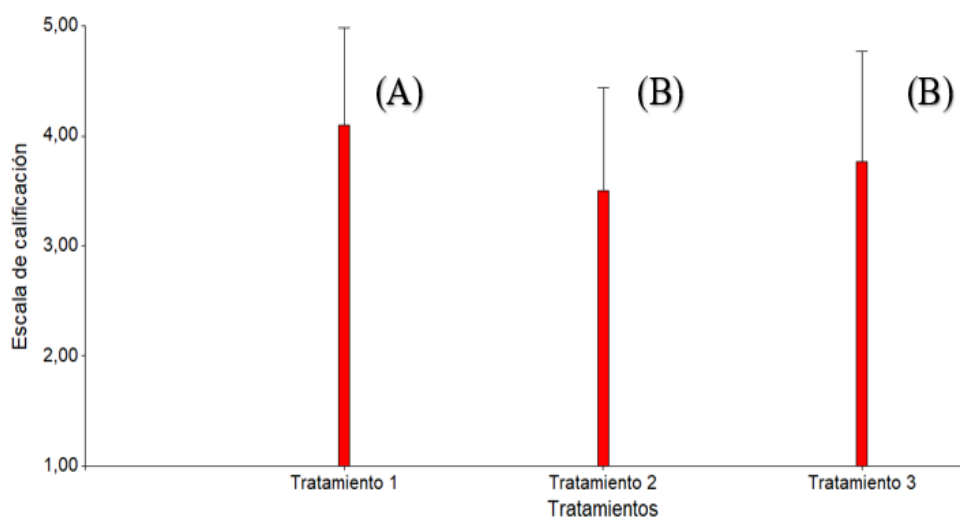 5,00
(A)
(B)
(B)
4,00
Escala de calificación
3,00
2,00
1,00
Tratamiento 1
Tratamiento 2
Tratamiento 3
Tratamientos